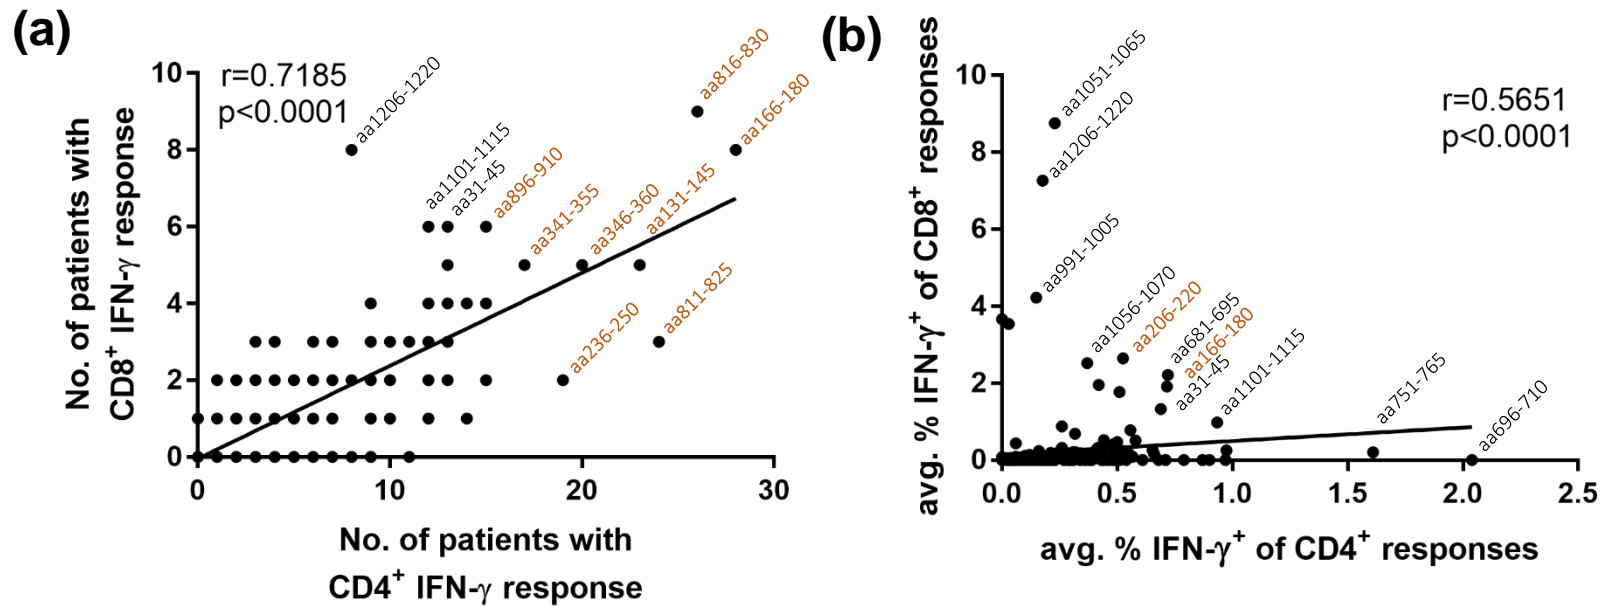 (a)
r=0.7185
p<0.0001
No. of patients with
CD8+ IFN-γ response
10
8
6
4
2
0
aa1206-1220
aa1101-1115
aa31-45
aa896-910
aa341-355
aa346-360
aa131-145
aa816-830
aa166-180
aa811-825
aa236-250
0
10
20
30
No. of patients with
CD4+ IFN-γ response
(b)
r=0.5651
p<0.0001
avg. % IFN-γ+ of CD8+ responses
10
8
6
4
2
0
aa1051-1065
aa1206-1220
aa991-1005
aa1056-1070
aa206-220
aa681-695
aa166-180
aa31-45
aa1101-1115
aa751-765
aa696-710
0.0
0.5
1.0
1.5
2.0
2.5
avg. % IFN-γ+ of CD4+ responses